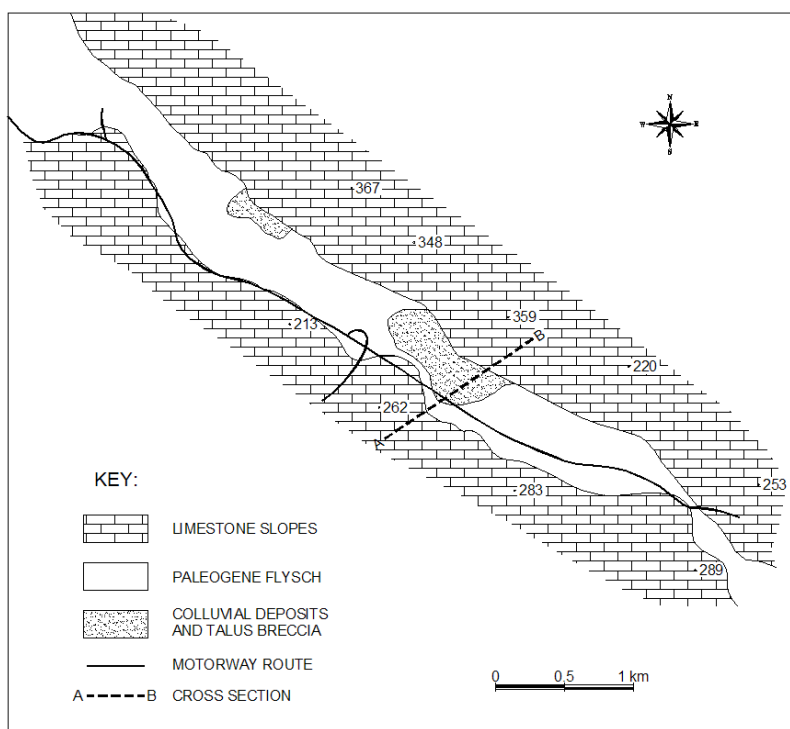 N
W E
S
367
348
359
213
B
220
262
A
253
283
289
KEY:
LIMESTONE SLOPES
PALEOGENE FLYSCH
COLLUVIAL DEPOSITS
AND TALUS BRECCIA
MOTORWAY ROUTE
A B CROSS SECTION
0 0,5 1 km